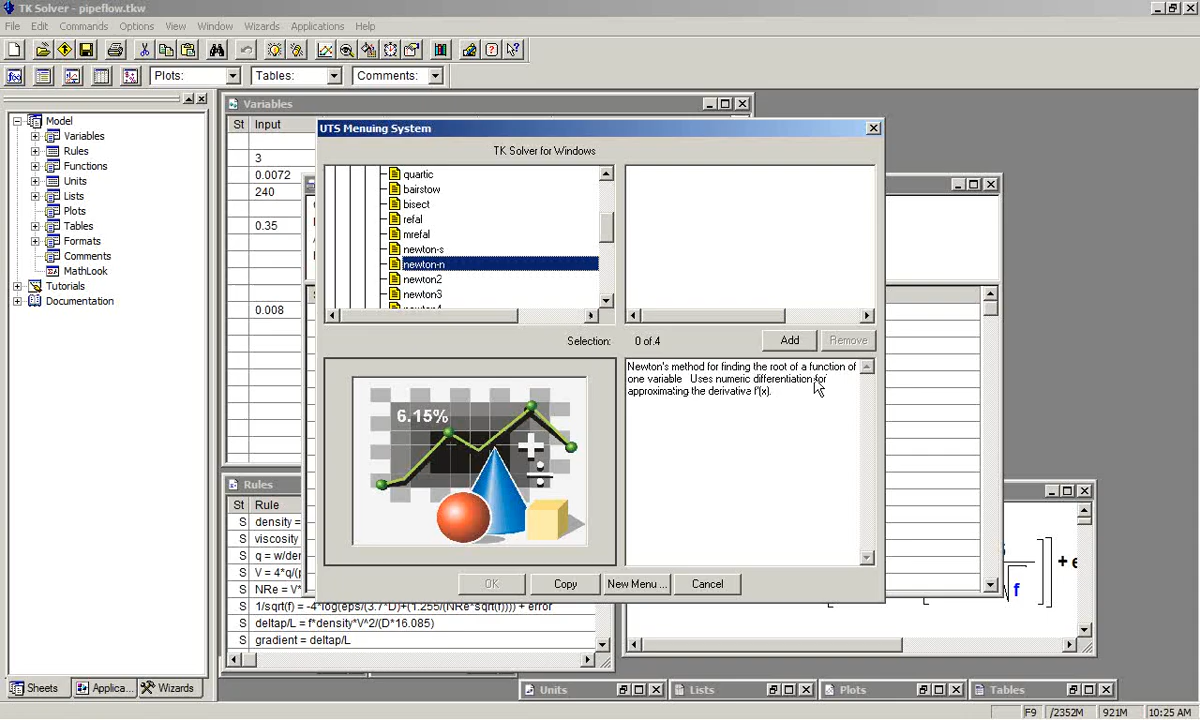 TK Solver - pipeflow.tkw
File Edit Commands Options View Window Wizards Applications Help
Plots: Tables: Comments:
Model
Variables
Rules
Functions
Units
Lists
Plots
Tables
Formats
Comments
MathLook
Tutorials
Documentation
Sheets Applica... Wizards
Variables
St Input
3
0.0072
240
0.35
0.008
UTS Menuing System
TK Solver for Windows
quartic
bairstow
bisect
refal
mrefal
newton-s
newton-n
newton2
newton3
Selection: 0 of 4 Add Remove
Newton's method for finding the root of a function of
one variable Uses numeric differentiation for
approximating the derivative f'(x).
6.15%
OK Copy New Menu ... Cancel
Rules
St Rule
S density =
S viscosity
S q = w/den
S V = 4*q/(p
S NRe = V*
S 1/sqrt(f) = -4*log(eps/(3.7*D)+(1.255/(NRe*sqrt(f)))) + error
S deltap/L = f*density*V^2/(D*16.085)
S gradient = deltap/L
f
+ e
Units Lists Plots Tables
F9 /2352M 921M 10:25 AM